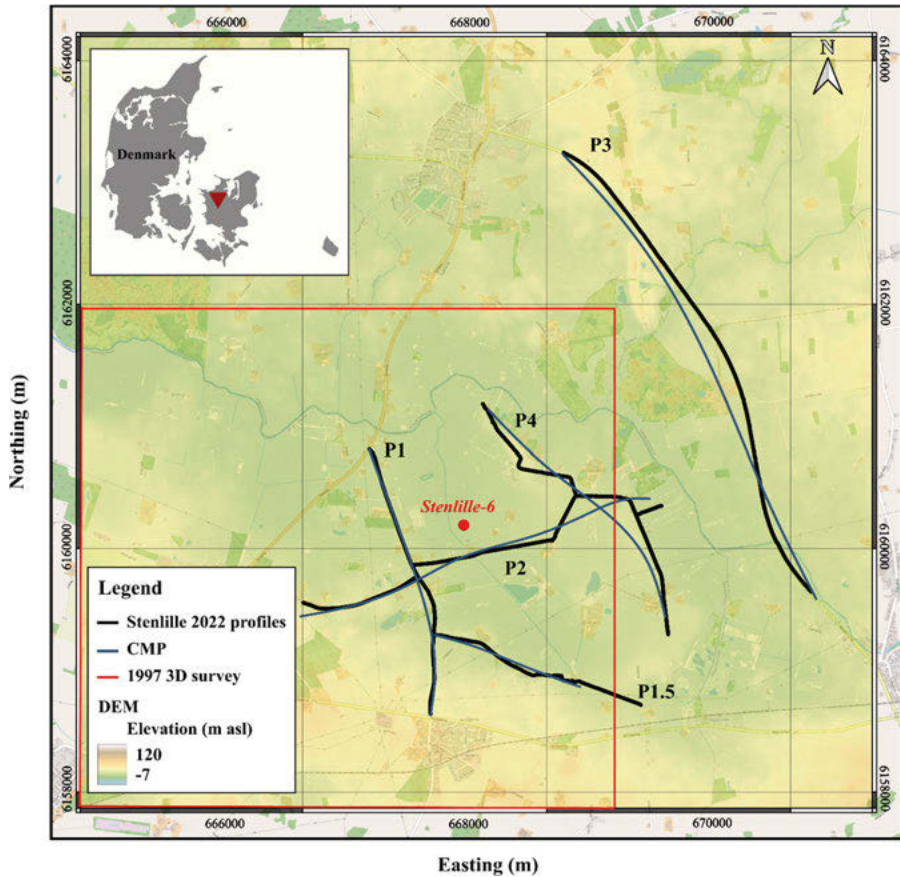 666000 668000 670000
6164000 6164000
N
Denmark
P3
6162000 6162000
P4
P1
Stenlille-6
Northing (m)
6160000 6160000
P2
Legend
Stenlille 2022 profiles
CMP
1997 3D survey
DEM
Elevation (m asl)
120
-7
P1.5
6158000 6158000
666000 668000 670000
Easting (m)